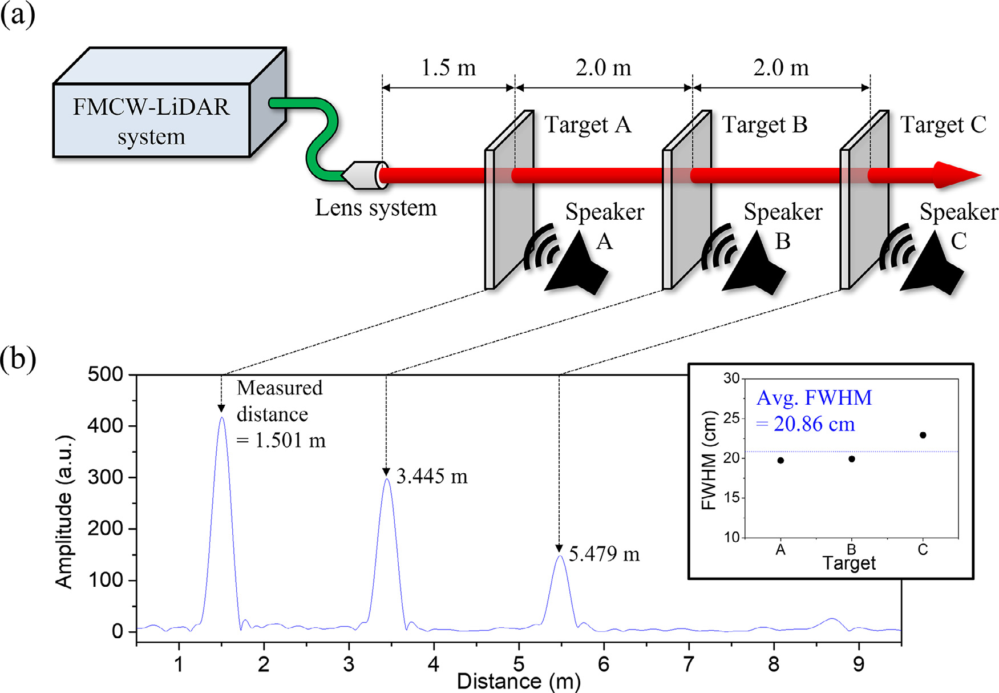 (a)
1.5 m
2.0 m
2.0 m
FMCW-LiDAR
system
Target A
Target B
Target C
Lens system
Speaker
A
Speaker
B
Speaker
C
(b)
500
400
300
200
100
0
Amplitude (a.u.)
Measured
distance
= 1.501 m
3.445 m
5.479 m
1
2
3
4
5
6
7
8
9
Distance (m)
30
25
20
15
10
FWHM (cm)
Avg. FWHM
= 20.86 cm
A
B
C
Target